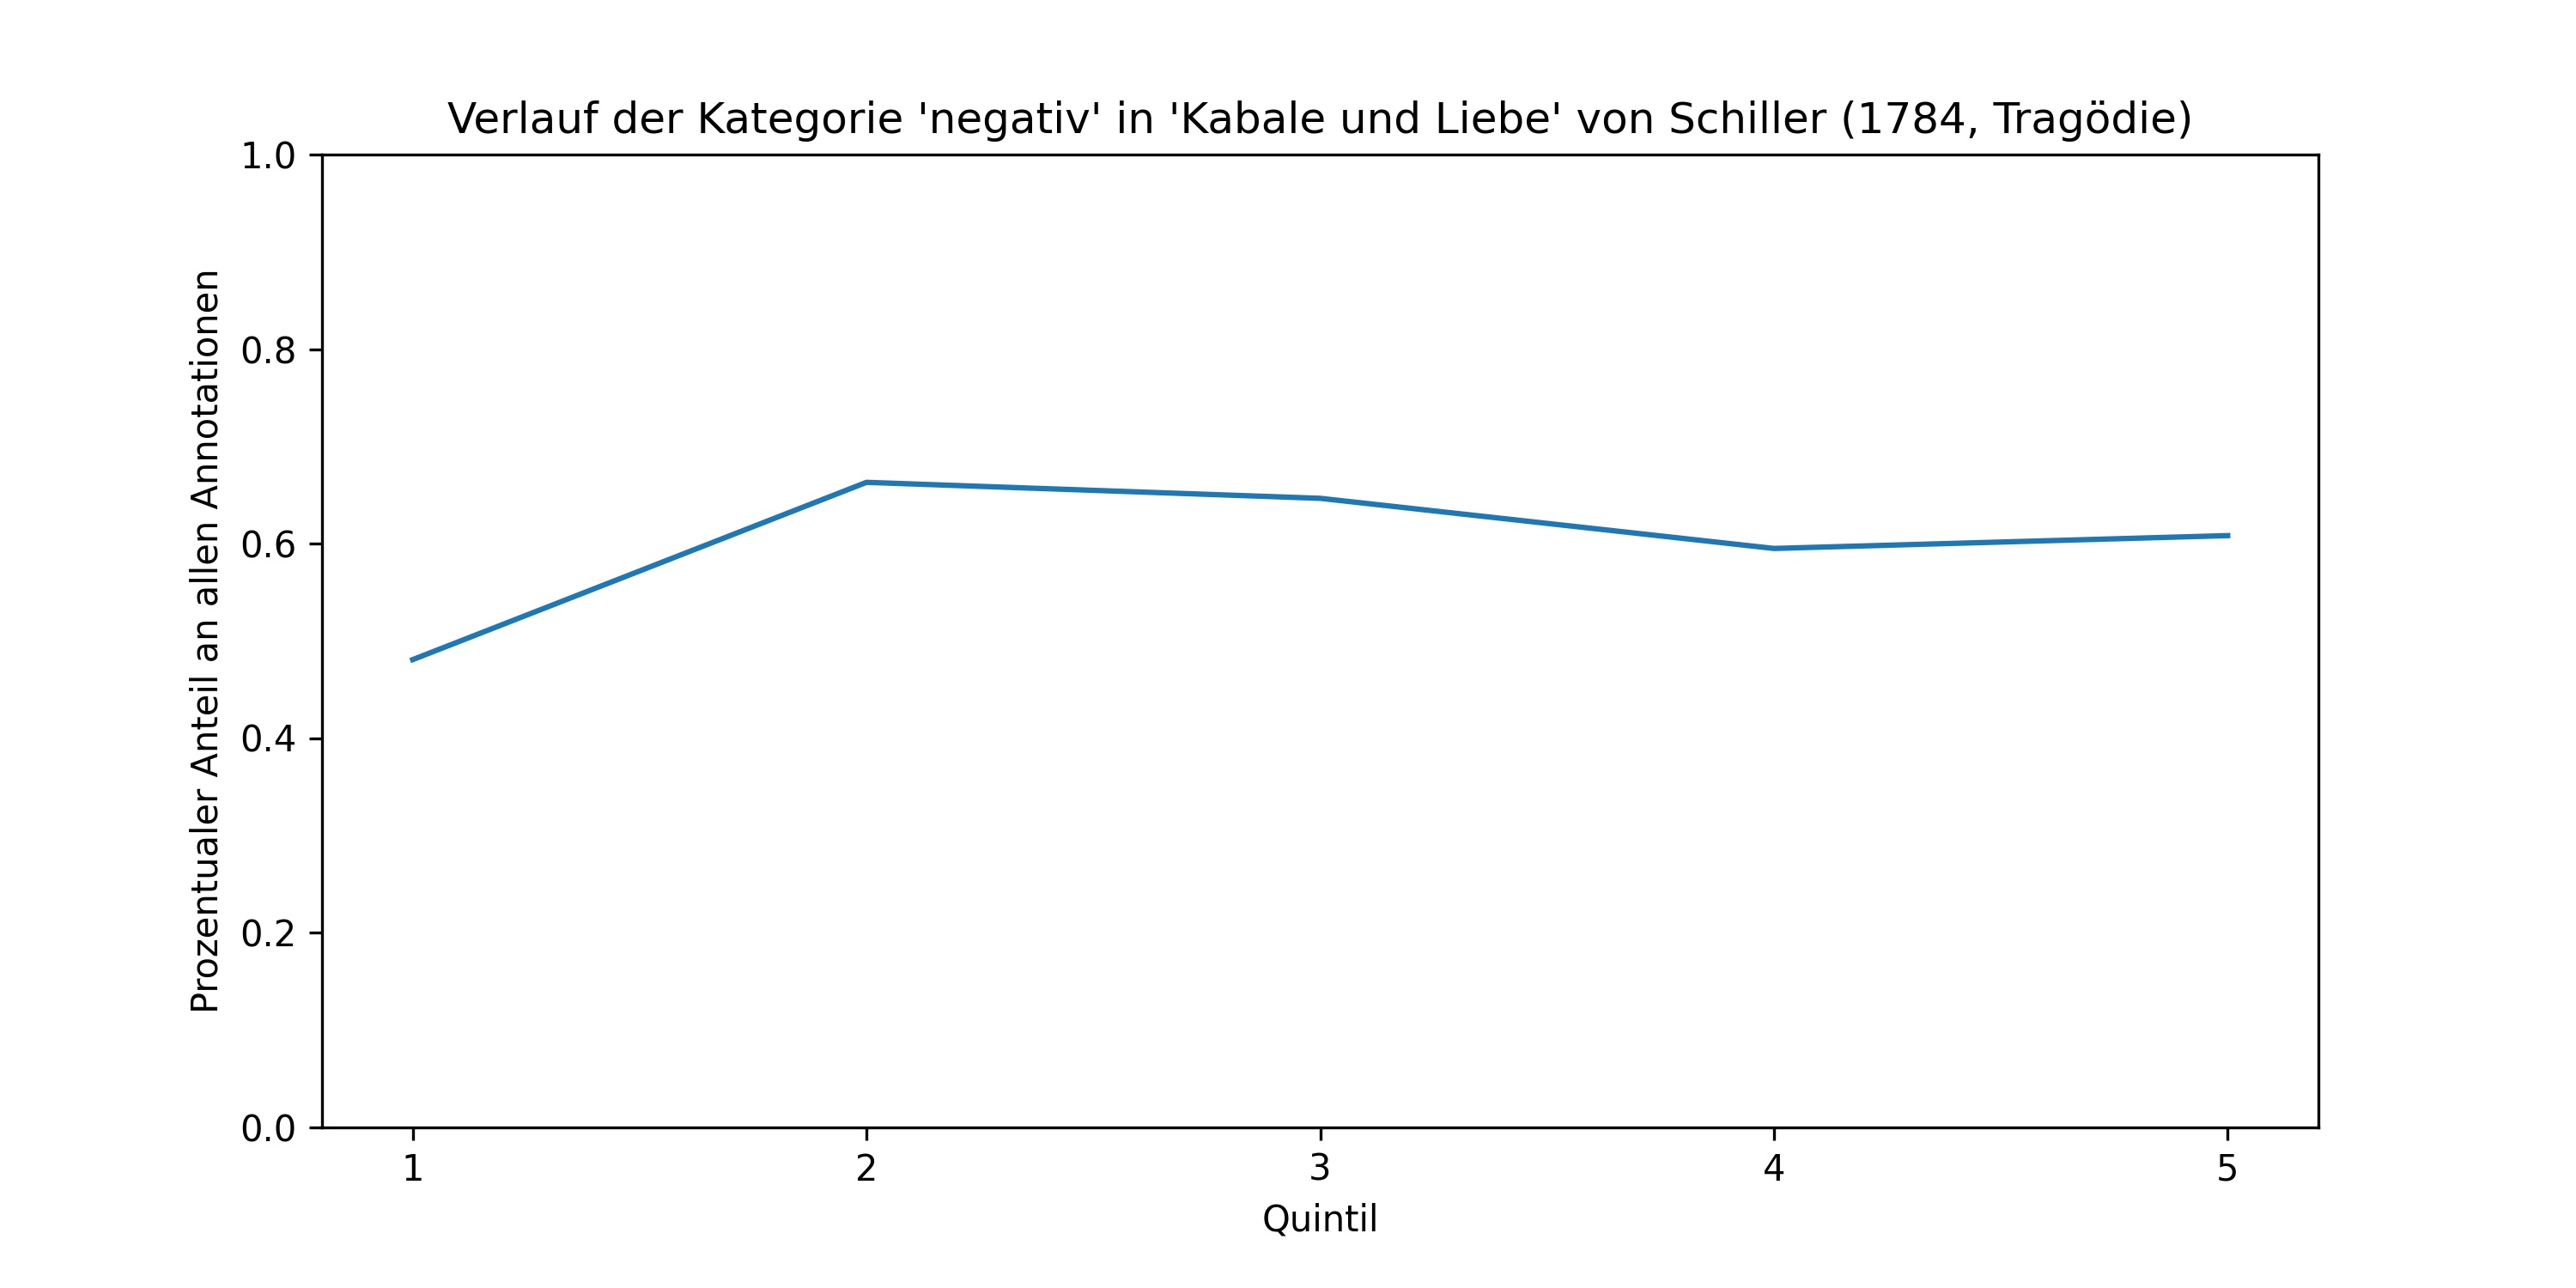 Verlauf der Kategorie 'negativ' in 'Kabale und Liebe' von Schiller (1784, Tragödie)
Prozentualer Anteil an allen Annotationen
1.0
0.8
0.6
0.4
0.2
0.0
1 2 3 4 5
Quintil